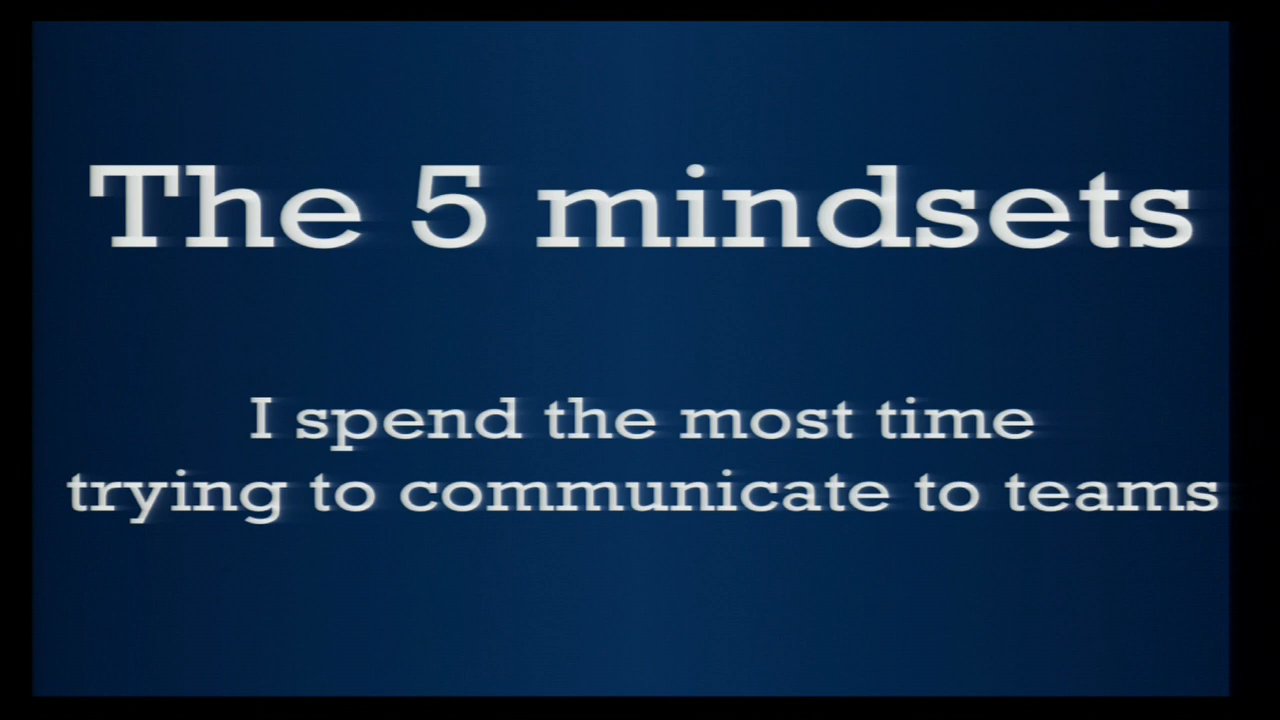 The 5 mindsets
I spend the most time
trying to communicate to teams